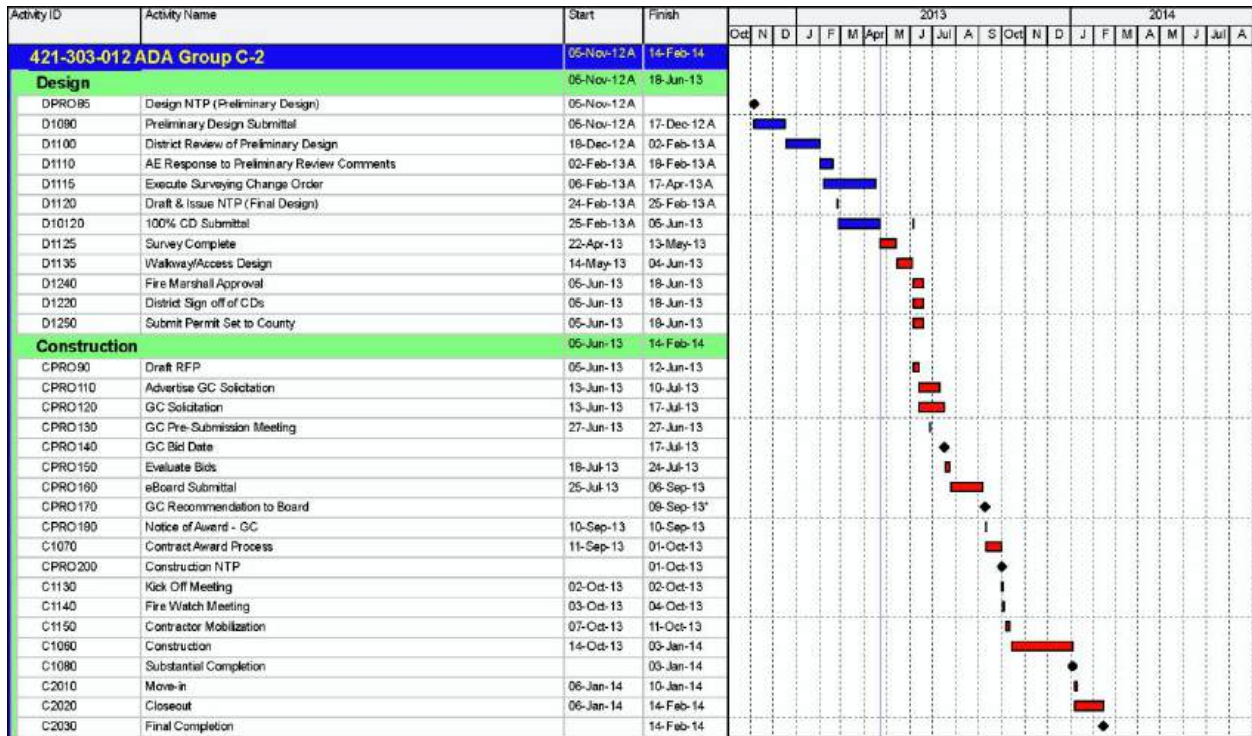 Activity ID Activity Name Start Finish 2013 2014
Oct N D J F M Apr M J Jul A S Oct N D J F M A M J Jul A
421-303-012 ADA Group C-2 05-Nov-12 A 14-Feb-14
Design 05-Nov-12 A 18-Jun-13
DPRO85 Design NTP (Preliminary Design) 05-Nov-12 A
D1090 Preliminary Design Submittal 05-Nov-12 A 17-Dec-12 A
D1100 District Review of Preliminary Design 18-Dec-12 A 02-Feb-13 A
D1110 AE Response to Preliminary Review Comments 02-Feb-13 A 18-Feb-13 A
D1115 Execute Surveying Change Order 06-Feb-13 A 17-Apr-13 A
D1120 Draft & Issue NTP (Final Design) 24-Feb-13 A 25-Feb-13 A
D10120 100% CD Submittal 25-Feb-13 A 05-Jun-13
D1125 Survey Complete 22-Apr-13 13-May-13
D1135 Walkway/Access Design 14-May-13 04-Jun-13
D1240 Fire Marshall Approval 05-Jun-13 18-Jun-13
D1220 District Sign off of CDs 05-Jun-13 18-Jun-13
D1250 Submit Permit Set to County 05-Jun-13 18-Jun-13
Construction 05-Jun-13 14-Feb-14
CPRO90 Draft RFP 05-Jun-13 12-Jun-13
CPRO110 Advertise GC Solicitation 13-Jun-13 10-Jul-13
CPRO120 GC Solicitation 13-Jun-13 17-Jul-13
CPRO130 GC Pre-Submission Meeting 27-Jun-13 27-Jun-13
CPRO140 GC Bid Date 17-Jul-13
CPRO150 Evaluate Bids 18-Jul-13 24-Jul-13
CPRO160 eBoard Submittal 25-Jul-13 06-Sep-13
CPRO170 GC Recommendation to Board 09-Sep-13*
CPRO190 Notice of Award - GC 10-Sep-13 10-Sep-13
C1070 Contract Award Process 11-Sep-13 01-Oct-13
CPRO200 Construction NTP 01-Oct-13
C1130 Kick Off Meeting 02-Oct-13 02-Oct-13
C1140 Fire Watch Meeting 03-Oct-13 04-Oct-13
C1150 Contractor Mobilization 07-Oct-13 11-Oct-13
C1060 Construction 14-Oct-13 03-Jan-14
C1080 Substantial Completion 03-Jan-14
C2010 Move-in 06-Jan-14 10-Jan-14
C2020 Closeout 06-Jan-14 14-Feb-14
C2030 Final Completion 14-Feb-14